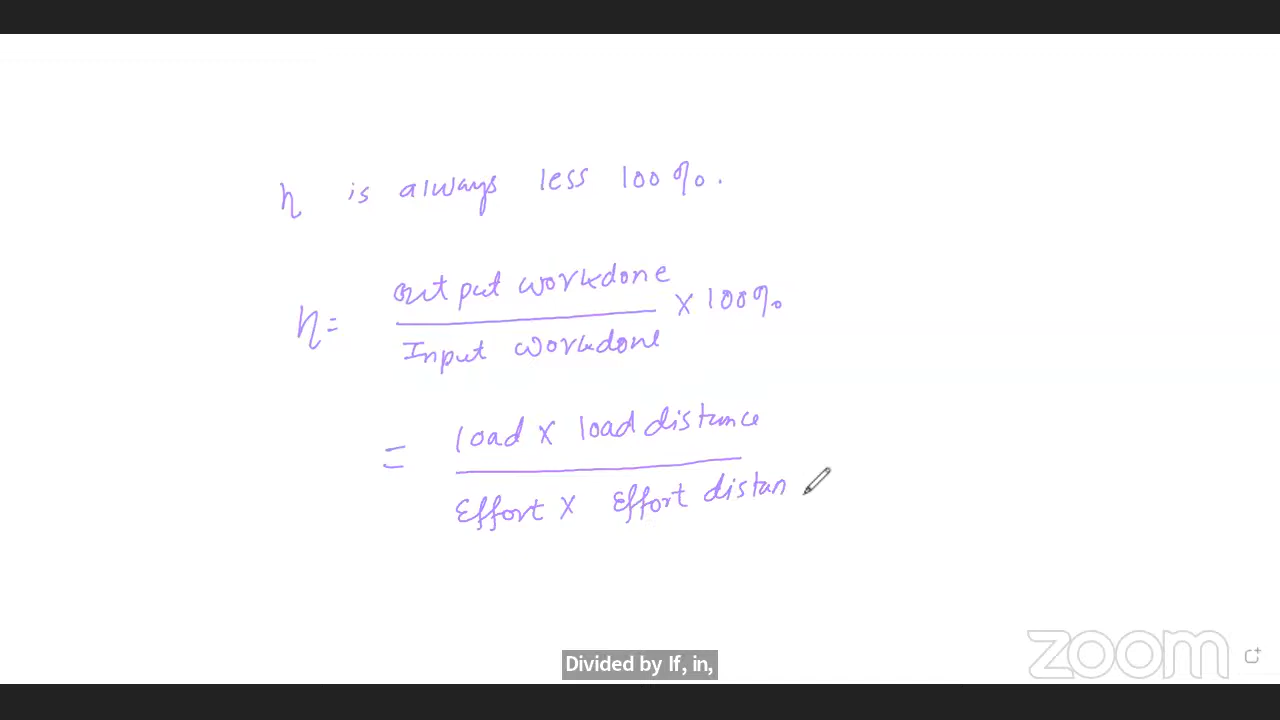 η is always less 100%.
η = Output workdone / Input workdone × 100%
= load × load distance / Effort × Effort distan
zoom
Divided by If, in,